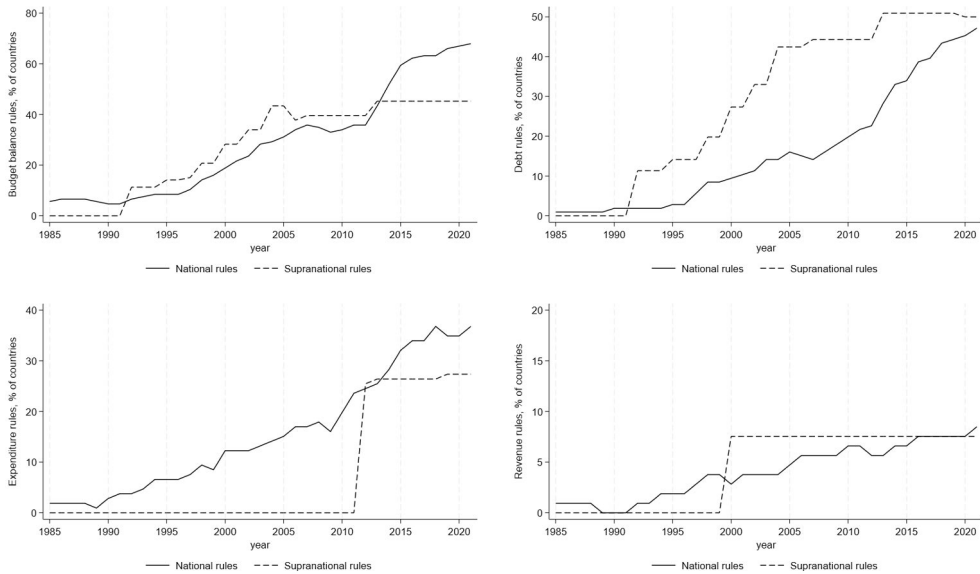 Budget balance rules, % of countries
80
60
40
20
0
1985 1990 1995 2000 2005 2010 2015 2020
year
National rules Supranational rules
Debt rules, % of countries
50
40
30
20
10
0
1985 1990 1995 2000 2005 2010 2015 2020
year
National rules Supranational rules
Expenditure rules, % of countries
40
30
20
10
0
1985 1990 1995 2000 2005 2010 2015 2020
year
National rules Supranational rules
Revenue rules, % of countries
20
15
10
5
0
1985 1990 1995 2000 2005 2010 2015 2020
year
National rules Supranational rules